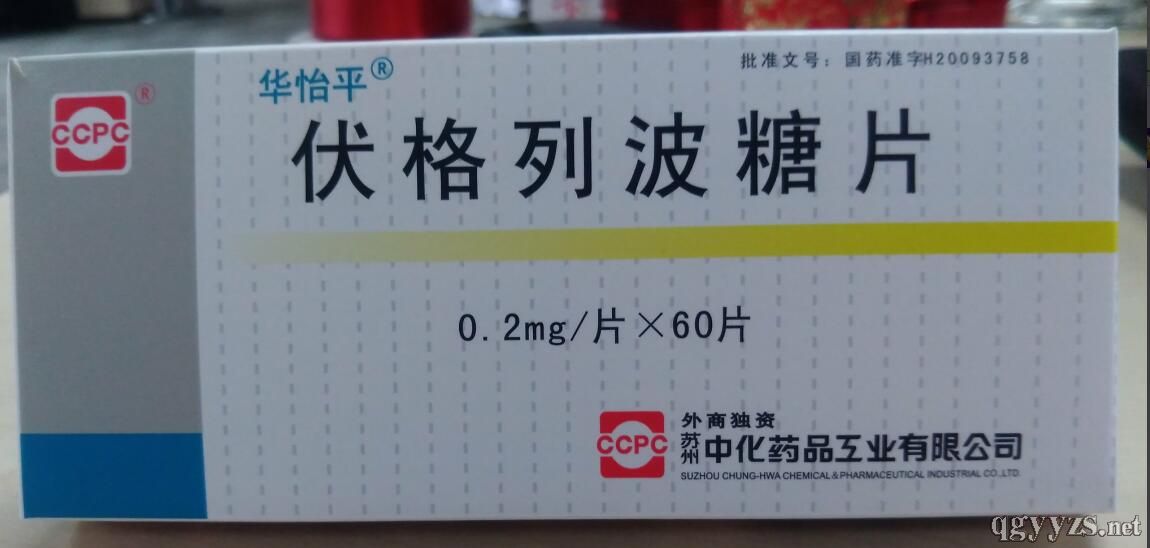 批准文号：国药准字H20093758
华怡平®
CCPC®
伏格列波糖片
0.2mg/片×60片
CCPC
外商独资
苏州中化药品工业有限公司
SUZHOU CHUNG-HWA CHEMICAL & PHARMACEUTICAL INDUSTRIAL CO.,LTD.
qgyyzs.net